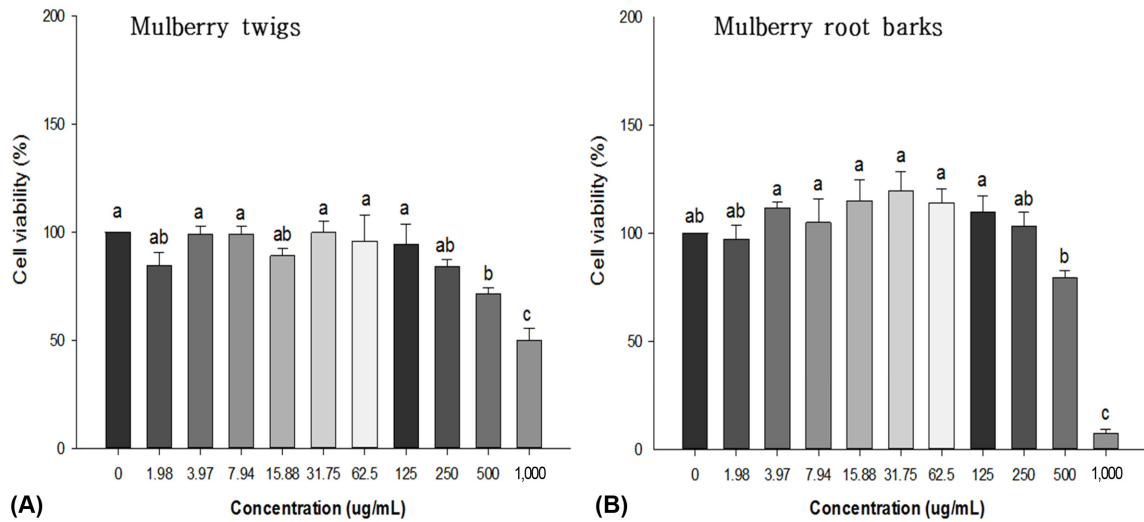 Mulberry twigs
200
150
100
50
0
Cell viability (%)
a
ab
a
a
ab
a
a
a
ab
b
c
0 1.98 3.97 7.94 15.88 31.75 62.5 125 250 500 1,000
Concentration (ug/mL)
(A)
Mulberry root barks
200
150
100
50
0
Cell viability (%)
ab
ab
a
a
a
a
a
a
ab
b
c
0 1.98 3.97 7.94 15.88 31.75 62.5 125 250 500 1,000
Concentration (ug/mL)
(B)